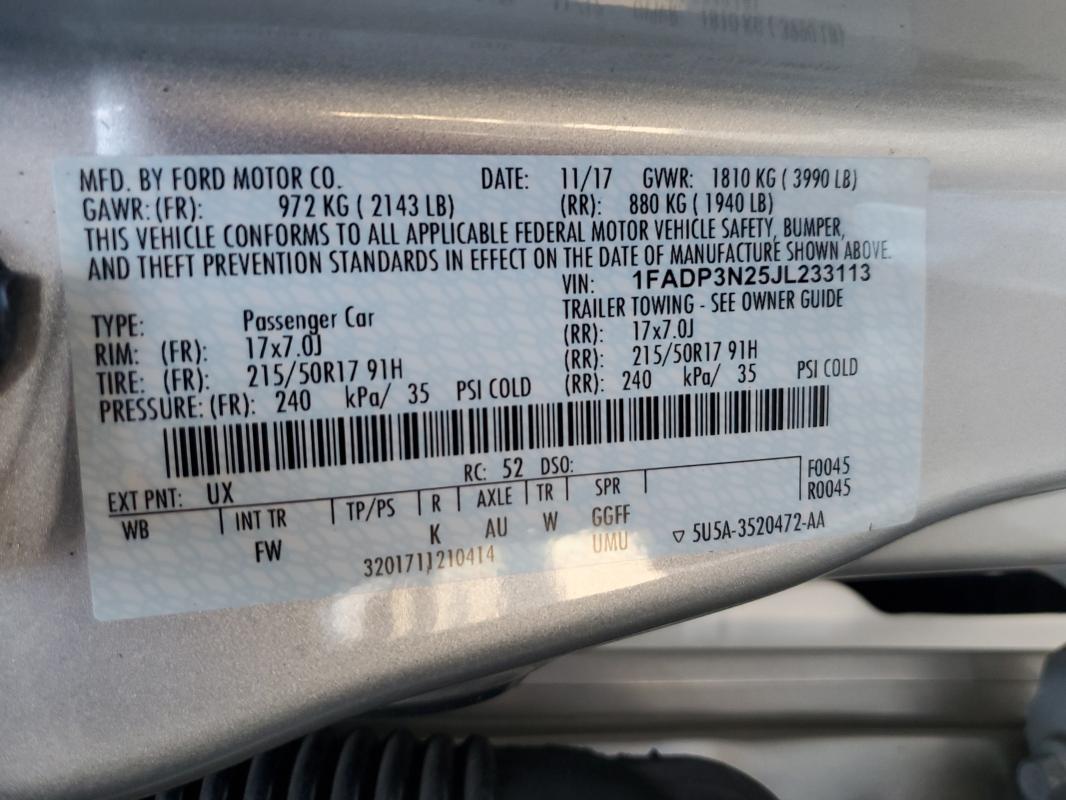 MFD. BY FORD MOTOR CO. DATE: 11/17 GVWR: 1810 KG ( 3990 LB)
GAWR: (FR): 972 KG ( 2143 LB) (RR): 880 KG ( 1940 LB)
THIS VEHICLE CONFORMS TO ALL APPLICABLE FEDERAL MOTOR VEHICLE SAFETY, BUMPER,
AND THEFT PREVENTION STANDARDS IN EFFECT ON THE DATE OF MANUFACTURE SHOWN ABOVE.
VIN: 1FADP3N25JL233113
TYPE: Passenger Car TRAILER TOWING - SEE OWNER GUIDE
RIM: (FR): 17x7.0J (RR): 17x7.0J
TIRE: (FR): 215/50R17 91H (RR): 215/50R17 91H
PRESSURE: (FR): 240 kPa/ 35 PSI COLD (RR): 240 kPa/ 35 PSI COLD
RC: 52 DSO: F0045
EXT PNT: UX R0045
WB INT TR TP/PS R AXLE TR SPR
FW K AU W GGFF
3201711210414 UMU 5U5A-3520472-AA